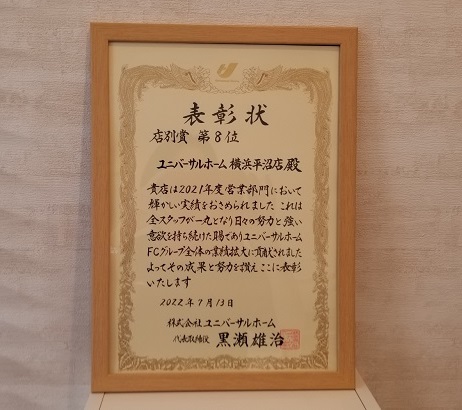 表彰状
店別賞 第8位
ユニバーサルホーム 横浜平沼店 殿
貴店は2021年度営業部門において
輝かしい実績をおさめられました これは
全スタッフが一丸となり日々の努力と強い
意欲を持ち続けた賜でありユニバーサルホーム
FCグループ全体の業績拡大に貢献されました
よってその成果と努力を讃えここに表彰
いたします
2022年7月13日
株式会社ユニバーサルホーム
代表取締役 黒瀬雄治